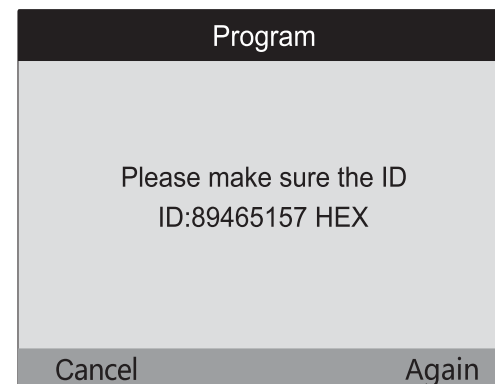 Program
Please make sure the ID
ID:89465157 HEX
Cancel Again